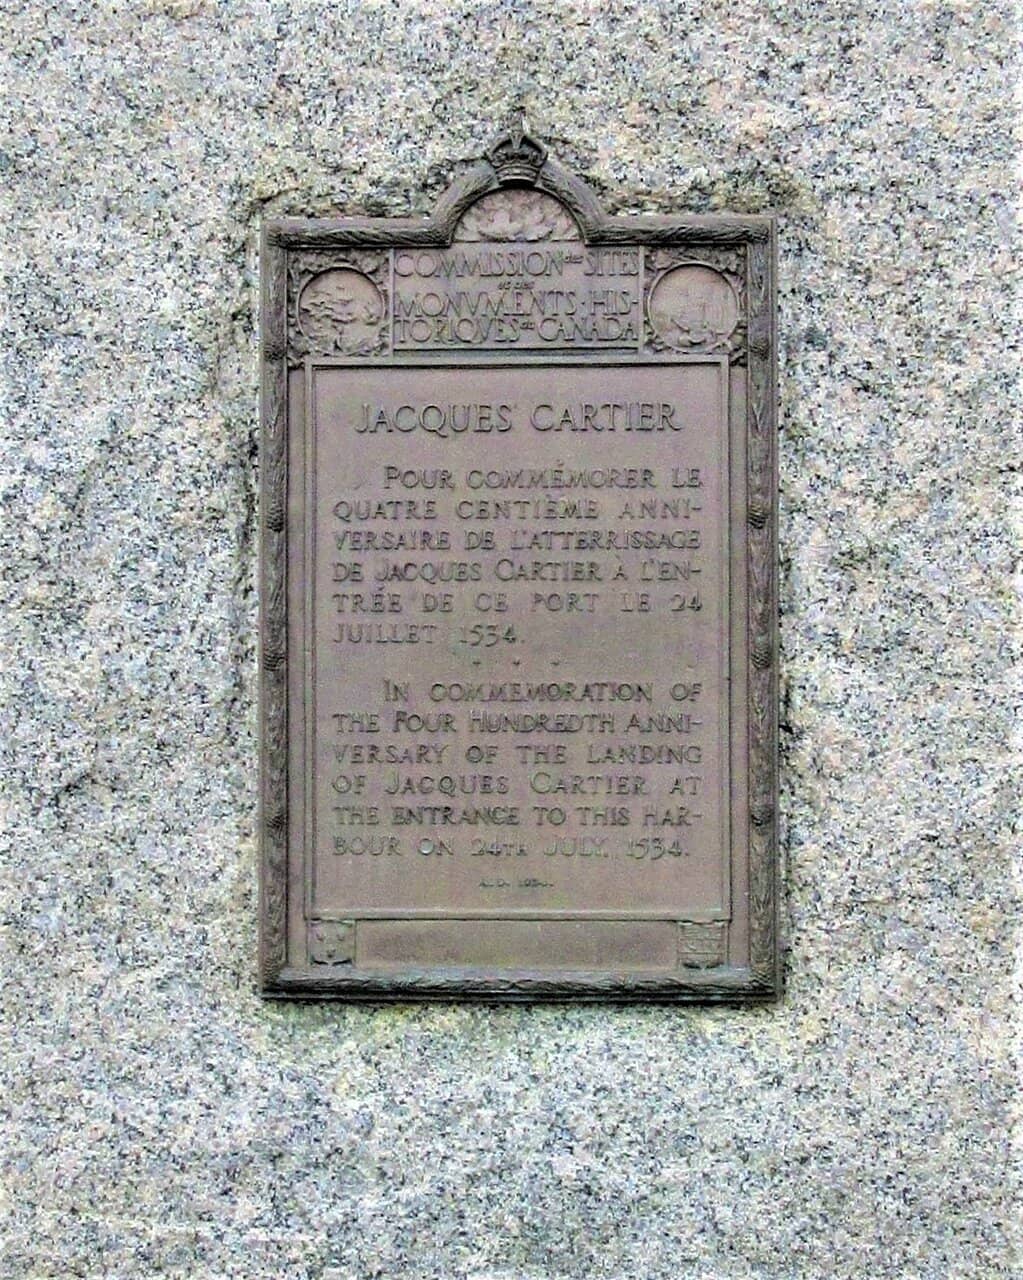 COMMISSION des SITES
et des
MONVMENTS·HIS-
TORIQVES du CANADA
JACQUES CARTIER
POUR COMMÉMORER LE
QUATRE CENTIÈME ANNI-
VERSAIRE DE L'ATTERRISSAGE
DE JACQUES CARTIER A L'EN-
TRÉE DE CE PORT LE 24
JUILLET 1534.
IN COMMEMORATION OF
THE FOUR HUNDREDTH ANNI-
VERSARY OF THE LANDING
OF JACQUES CARTIER AT
THE ENTRANCE TO THIS HAR-
BOUR ON 24TH JULY, 1534.
A. D. 1934.